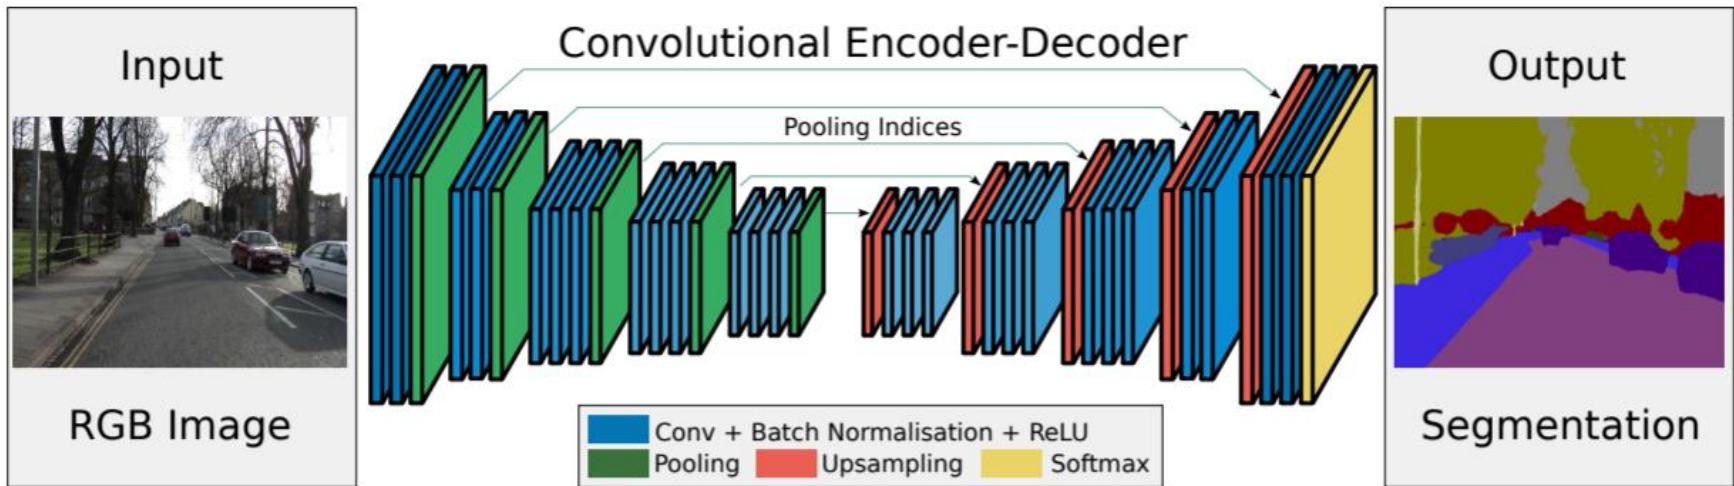 Input
RGB Image
Convolutional Encoder-Decoder
Pooling Indices
Conv + Batch Normalisation + ReLU
Pooling Upsampling Softmax
Output
Segmentation